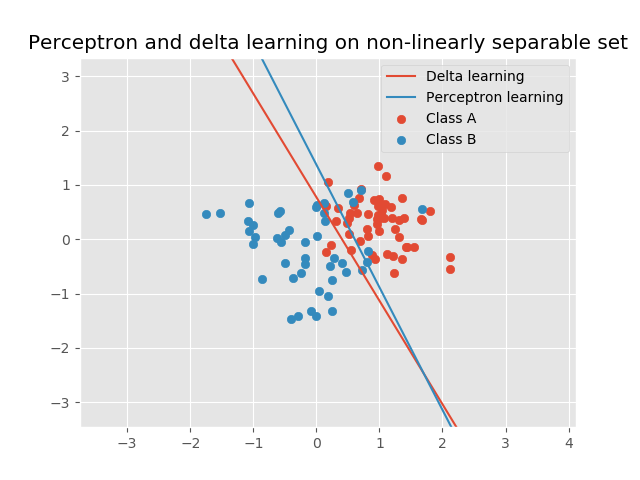 Perceptron and delta learning on non-linearly separable set
Delta learning
Perceptron learning
Class A
Class B
3
2
1
0
−1
−2
−3
−3 −2 −1 0 1 2 3 4